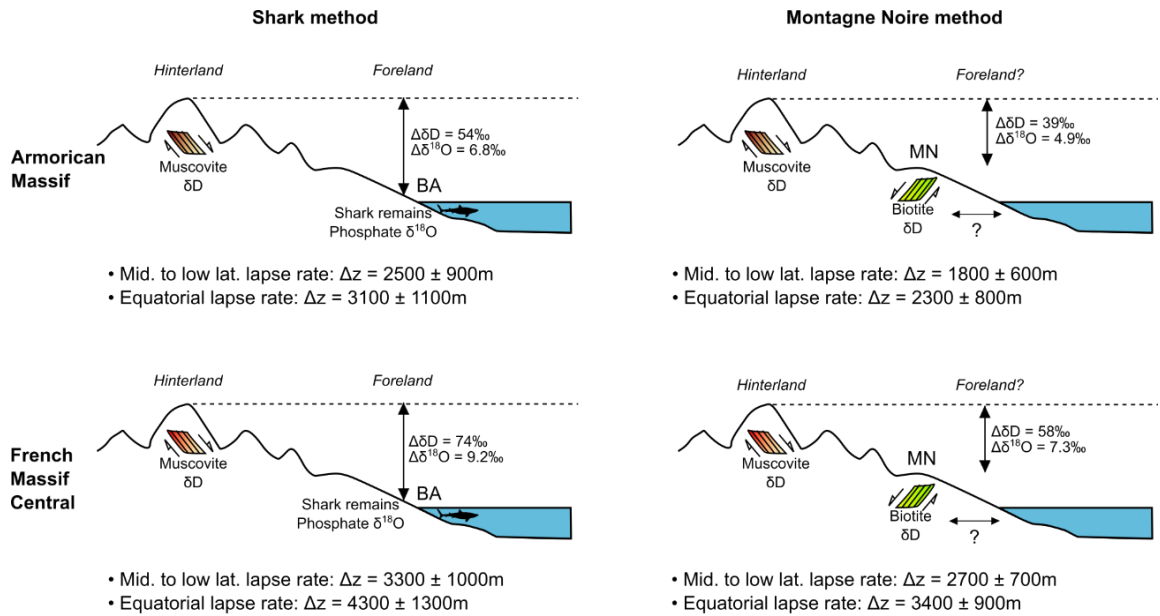 Shark method
Montagne Noire method
Armorican
Massif
Hinterland
Foreland
ΔδD = 54‰
Δδ¹⁸O = 6.8‰
Muscovite
δD
BA
Shark remains
Phosphate δ¹⁸O
• Mid. to low lat. lapse rate: Δz = 2500 ± 900m
• Equatorial lapse rate: Δz = 3100 ± 1100m
Hinterland
Foreland?
ΔδD = 39‰
Δδ¹⁸O = 4.9‰
MN
Muscovite
δD
Biotite
δD
?
• Mid. to low lat. lapse rate: Δz = 1800 ± 600m
• Equatorial lapse rate: Δz = 2300 ± 800m
French
Massif
Central
Hinterland
Foreland
ΔδD = 74‰
Δδ¹⁸O = 9.2‰
Muscovite
δD
BA
Shark remains
Phosphate δ¹⁸O
• Mid. to low lat. lapse rate: Δz = 3300 ± 1000m
• Equatorial lapse rate: Δz = 4300 ± 1300m
Hinterland
Foreland?
ΔδD = 58‰
Δδ¹⁸O = 7.3‰
MN
Muscovite
δD
Biotite
δD
?
• Mid. to low lat. lapse rate: Δz = 2700 ± 700m
• Equatorial lapse rate: Δz = 3400 ± 900m